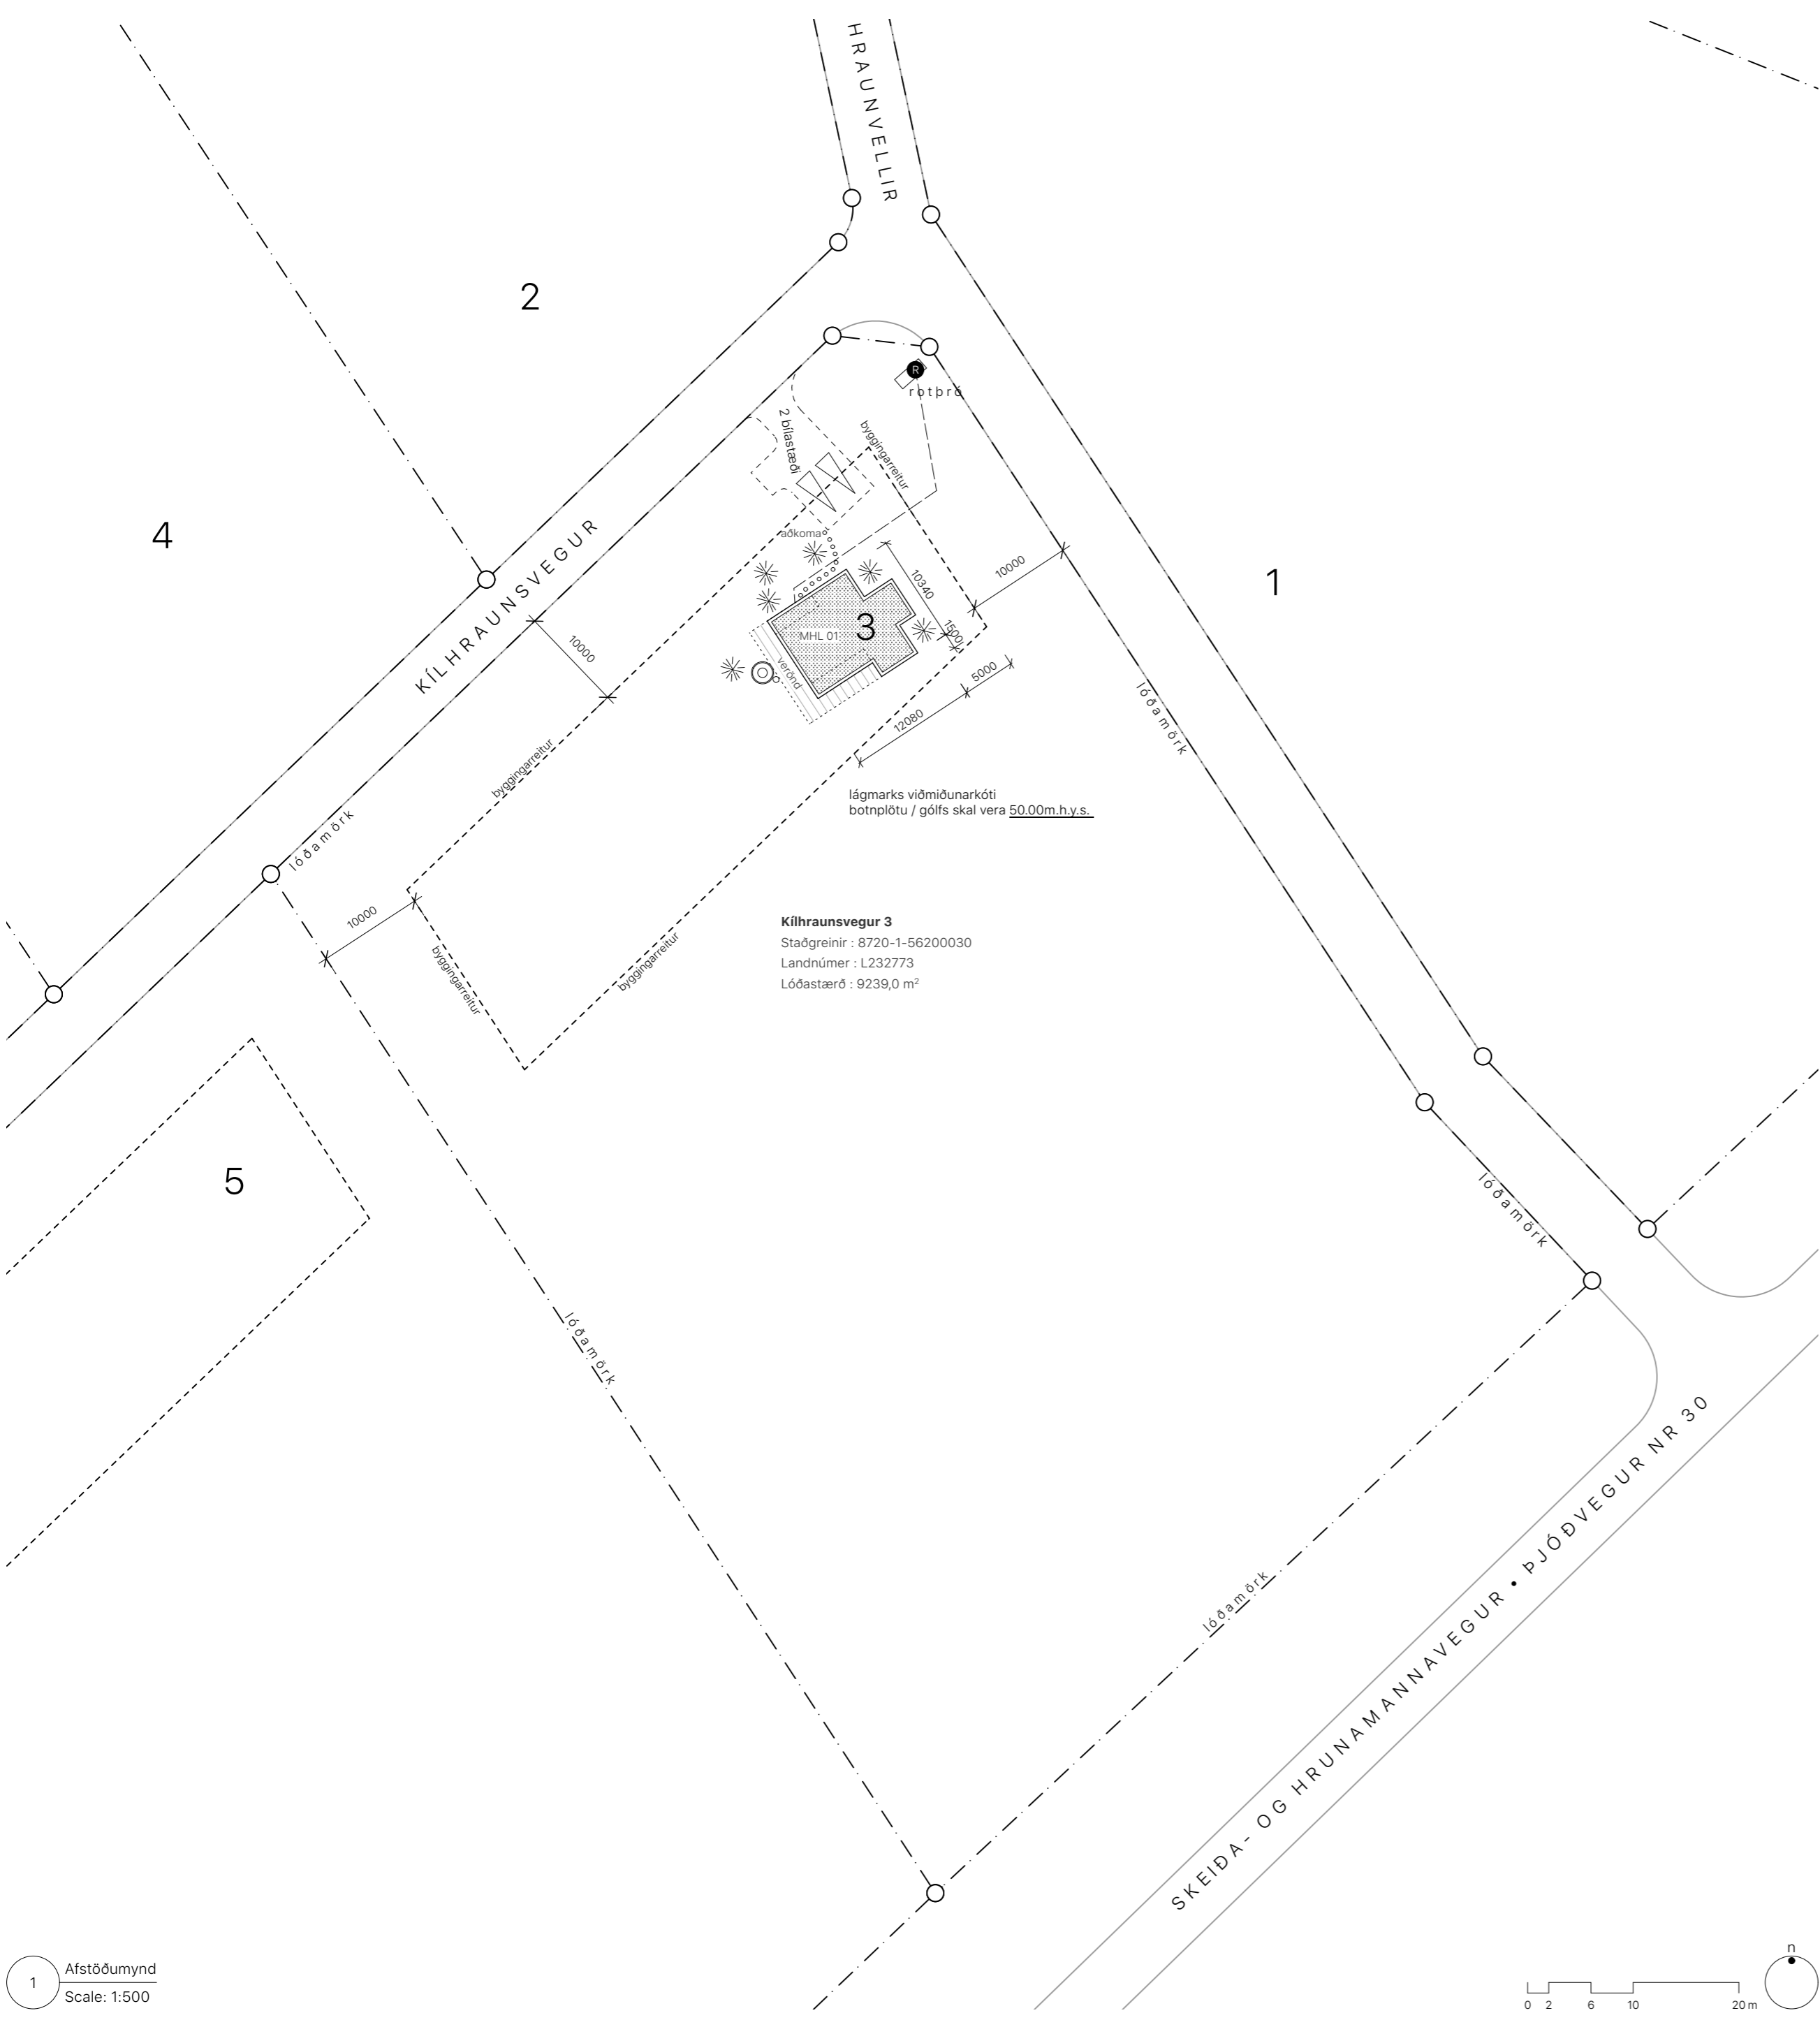 HRAUNVELLIR
2
R
rotþró
2 bílastæði
byggingarreitur
4
KÍLHRAUNSVEGUR
aðkoma
10340
10000
1
MHL 01
3
1500
10000
verönd
5000
12080
lóðamörk
byggingarreitur
lágmarks viðmiðunarkóti
botnplötu / gólfs skal vera 50.00m.h.y.s.
lóðamörk
10000
byggingarreitur
byggingarreitur
Kílhraunsvegur 3
Staðgreinir : 8720-1-56200030
Landnúmer : L232773
Lóðastærð : 9239,0 m²
5
lóðamörk
lóðamörk
lóðamörk
SKEIÐA- OG HRUNAMANNAVEGUR • ÞJÓÐVEGUR NR 30
1
Afstöðumynd
Scale: 1:500
n
0 2 6 10 20 m